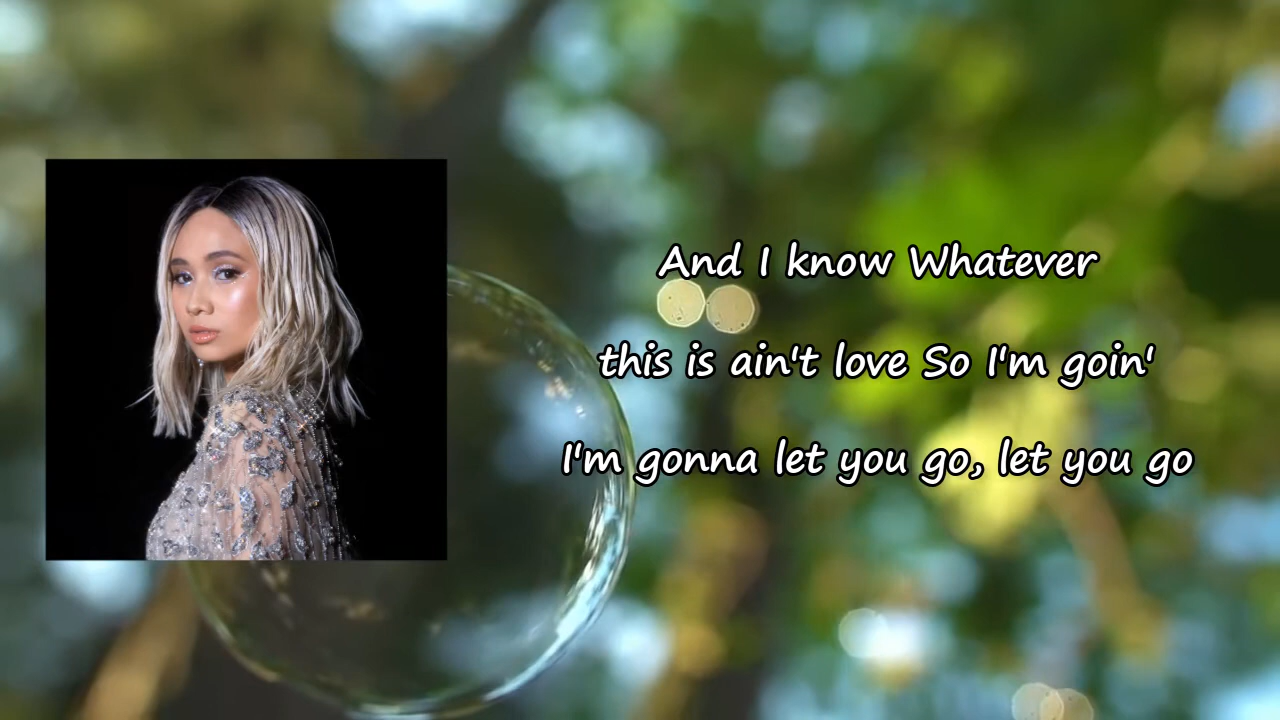 And I know Whatever
this is ain't love So I'm goin'
I'm gonna let you go, let you go